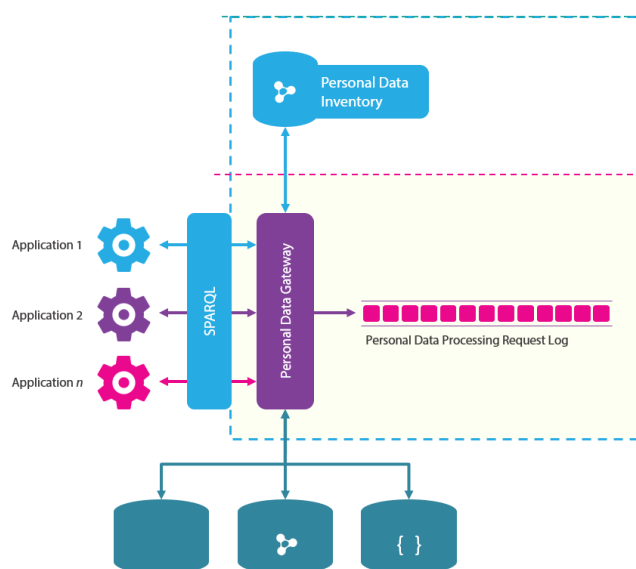 Personal Data
Inventory
Application 1
Application 2
Application n
SPARQL
Personal Data Gateway
Personal Data Processing Request Log
{ }